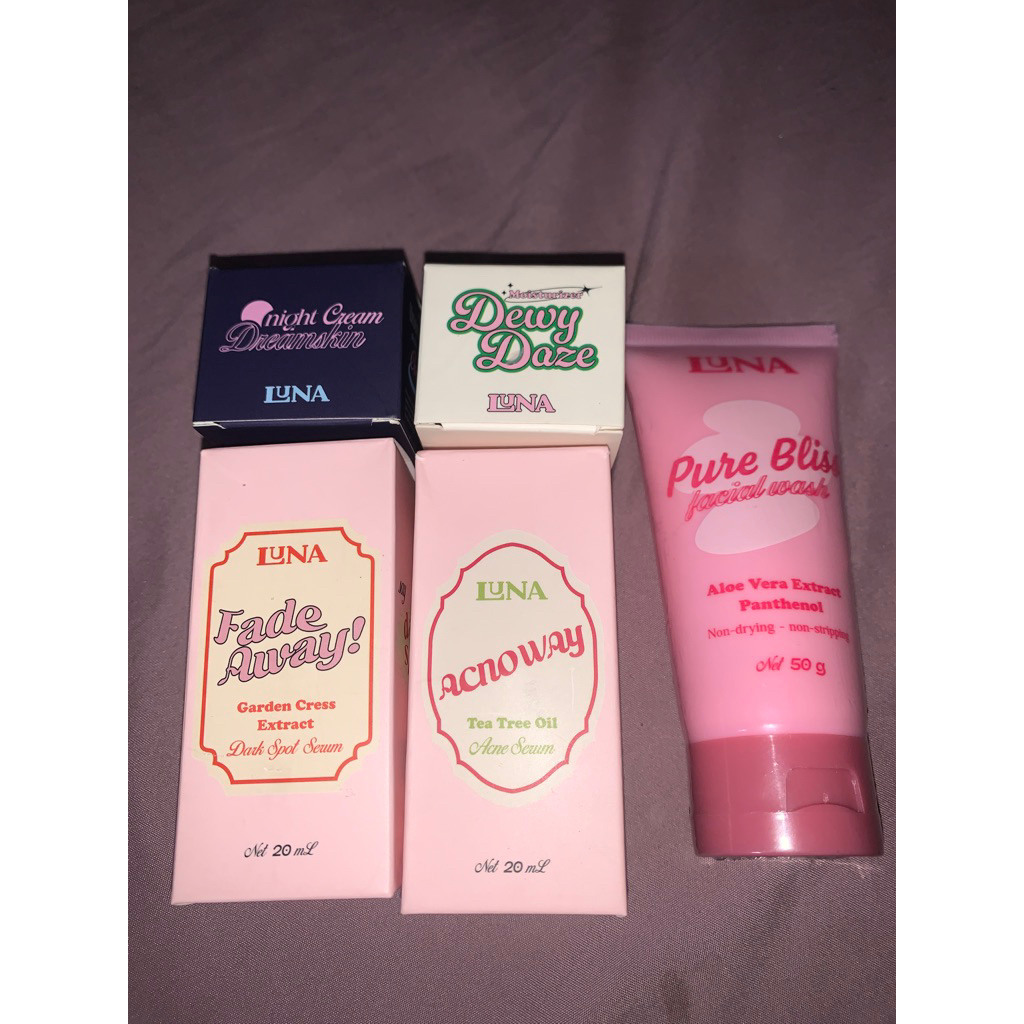 night Cream
Dreamskin
LUNA
Moisturizer
Dewy
Daze
LUNA
LUNA
Pure Bliss
facial wash
Aloe Vera Extract
Panthenol
Non-drying - non-stripping
Net 50 g
LUNA
Fade
Away!
Garden Cress
Extract
Dark Spot Serum
Net 20 mL
LUNA
ACNOWAY
Tea Tree Oil
Acne Serum
Net 20 mL